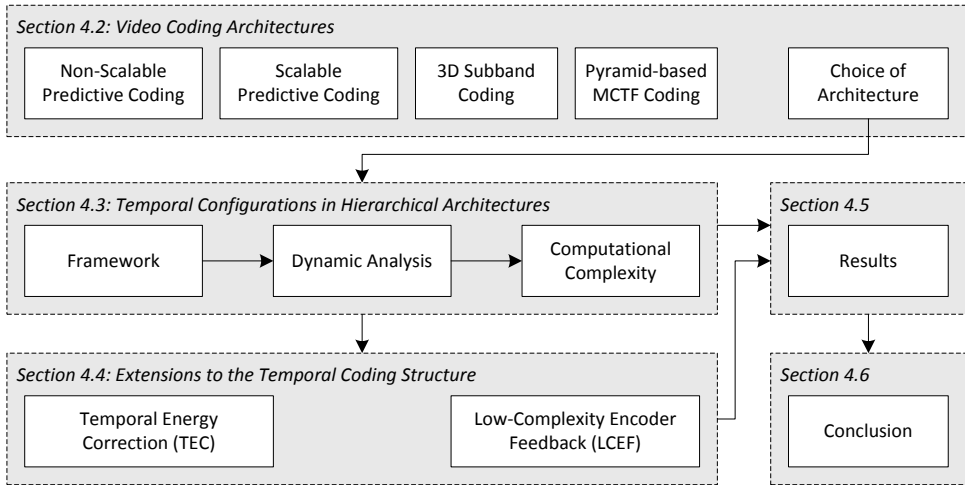 Section 4.2: Video Coding Architectures
Non-Scalable
Predictive Coding
Scalable
Predictive Coding
3D Subband
Coding
Pyramid-based
MCTF Coding
Choice of
Architecture
Section 4.3: Temporal Configurations in Hierarchical Architectures
Framework
Dynamic Analysis
Computational
Complexity
Section 4.5
Results
Section 4.4: Extensions to the Temporal Coding Structure
Temporal Energy
Correction (TEC)
Low-Complexity Encoder
Feedback (LCEF)
Section 4.6
Conclusion